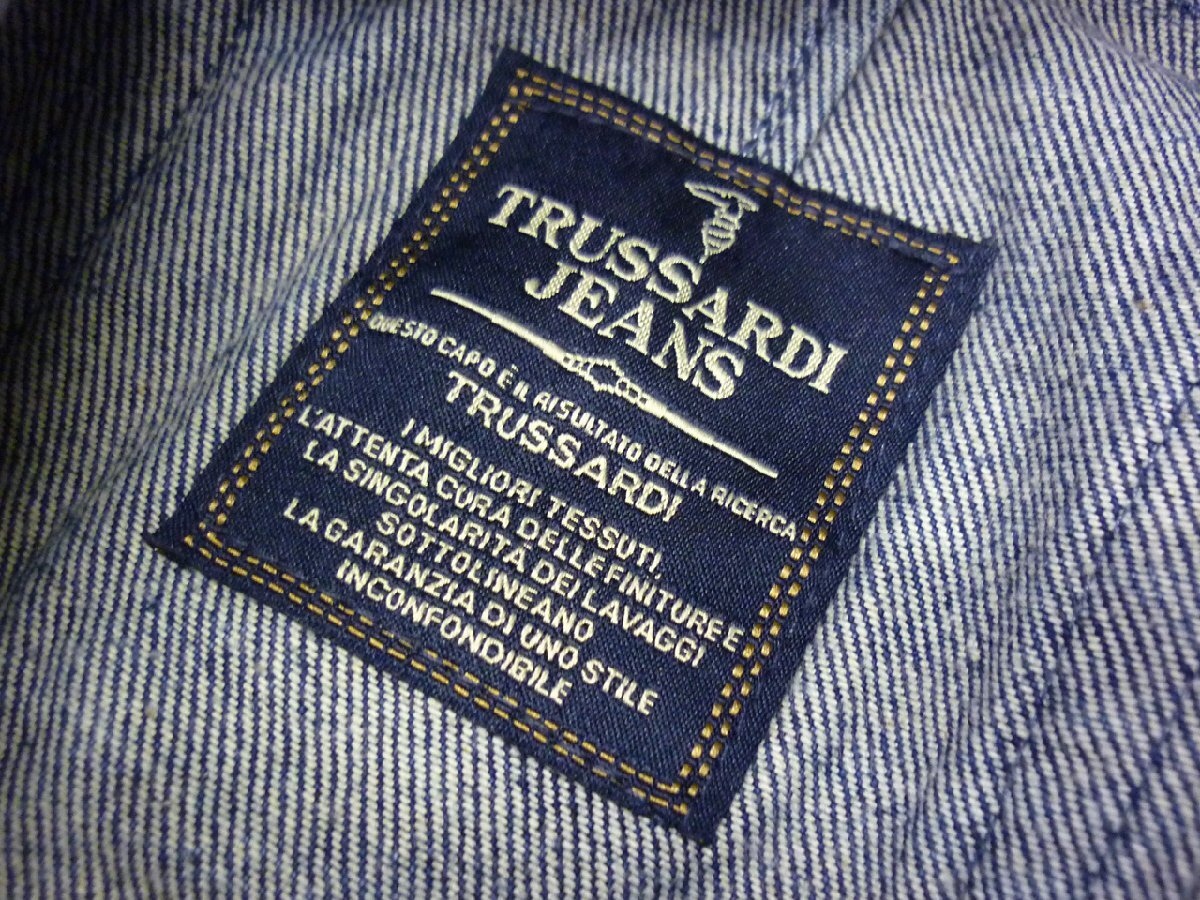 TRUSSARDI
JEANS
QUESTO CAPO È IL RISULTATO DELLA RICERCA
TRUSSARDI
I MIGLIORI TESSUTI,
L'ATTENTA CURA DELLE FINITURE E
LA SINGOLARITÀ DEI LAVAGGI
SOTTOLINEANO
LA GARANZIA DI UNO STILE
INCONFONDIBILE